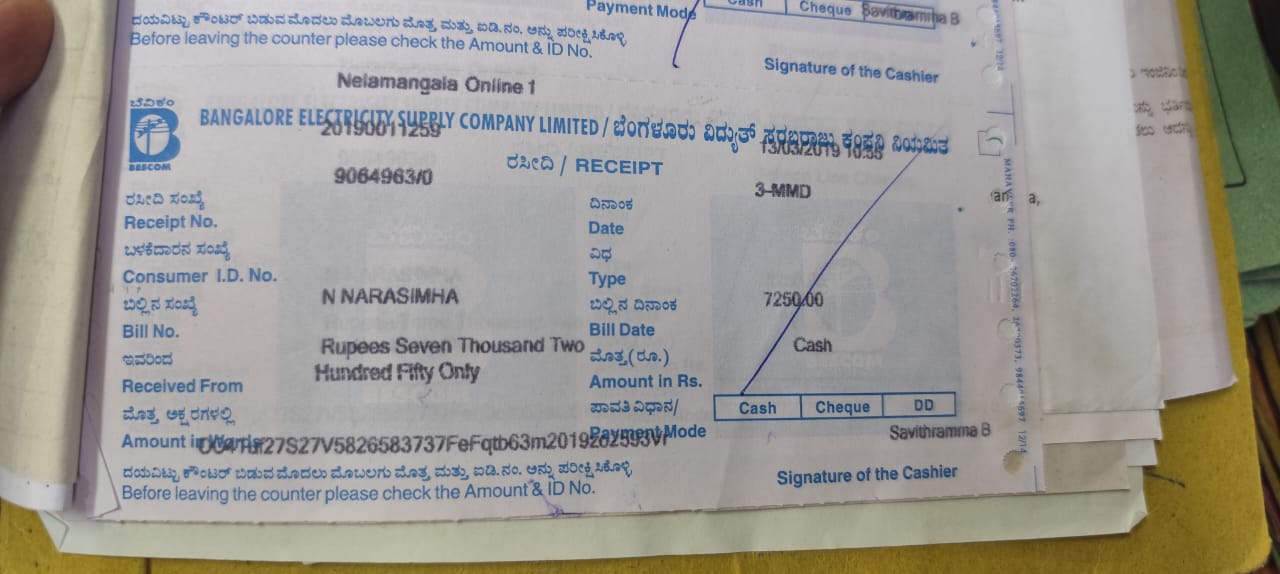 Payment Mode Cash Cheque Savithramma B
ದಯವಿಟ್ಟು ಕೌಂಟರ್ ಬಿಡುವ ಮೊದಲು ಮೊಬಲಗು ಮೊತ್ತ ಮತ್ತು ಐ.ಡಿ.ನಂ. ಅನ್ನು ಪರೀಕ್ಷಿಸಿಕೊಳ್ಳಿ
Before leaving the counter please check the Amount & ID No.
Signature of the Cashier
Nelamangala Online 1
ಬೆವಿಕಂ
BESCOM
BANGALORE ELECTRICITY SUPPLY COMPANY LIMITED / ಬೆಂಗಳೂರು ವಿದ್ಯುತ್ ಸರಬರಾಜು ಕಂಪನಿ ನಿಯಮಿತ
20190011259
13/03/2019 10:55
ರಸೀದಿ / RECEIPT
9064963/0
3-MMD
ರಸೀದಿ ಸಂಖ್ಯೆ
Receipt No.
ದಿನಾಂಕ
Date
ಬಳಕೆದಾರನ ಸಂಖ್ಯೆ
Consumer I.D. No.
ವಿಧ
Type
N NARASIMHA
7250.00
ಬಿಲ್ಲಿನ ಸಂಖ್ಯೆ
Bill No.
ಬಿಲ್ಲಿನ ದಿನಾಂಕ
Bill Date
Rupees Seven Thousand Two
Hundred Fifty Only
Cash
ಇವರಿಂದ
Received From
ಮೊತ್ತ (ರೂ.)
Amount in Rs.
ಮೊತ್ತ ಅಕ್ಷರಗಳಲ್ಲಿ
Amount in Words
ಪಾವತಿ ವಿಧಾನ/
Payment Mode
Cash Cheque DD
Savithramma B
ದಯವಿಟ್ಟು ಕೌಂಟರ್ ಬಿಡುವ ಮೊದಲು ಮೊಬಲಗು ಮೊತ್ತ ಮತ್ತು ಐ.ಡಿ.ನಂ. ಅನ್ನು ಪರೀಕ್ಷಿಸಿಕೊಳ್ಳಿ
Before leaving the counter please check the Amount & ID No.
Signature of the Cashier